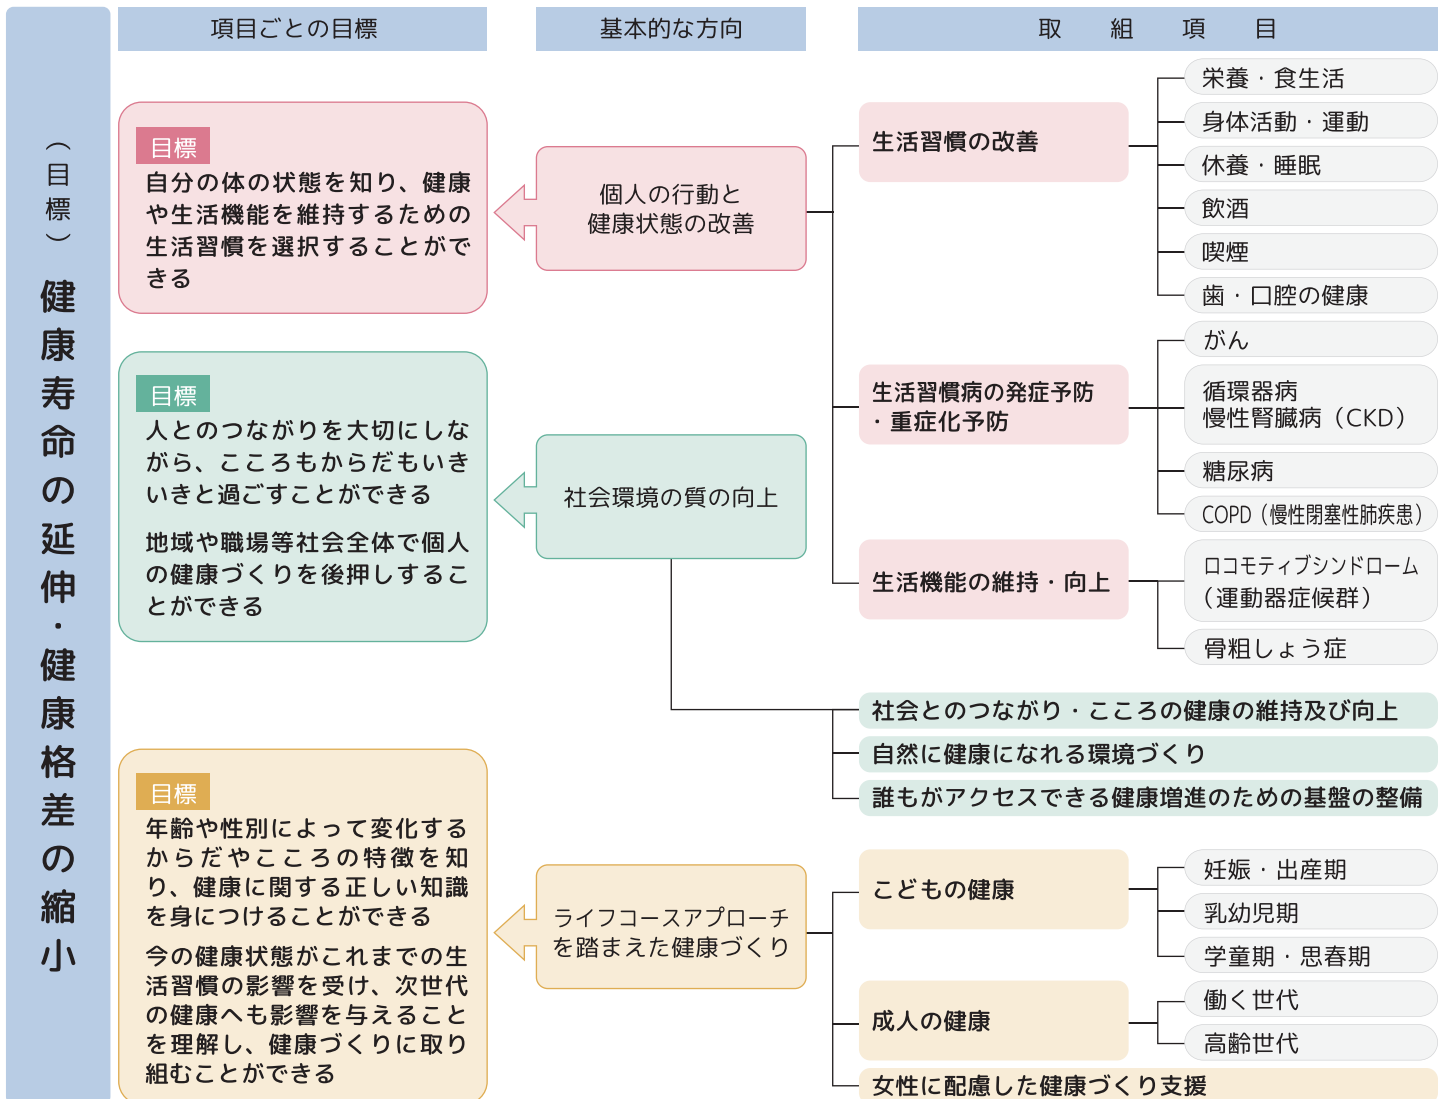 項目ごとの目標
基本的な方向
取組項目
（目標）
健康寿命の延伸・健康格差の縮小
目標
自分の体の状態を知り、健康
や生活機能を維持するための
生活習慣を選択することがで
きる
個人の行動と
健康状態の改善
生活習慣の改善
栄養・食生活
身体活動・運動
休養・睡眠
飲酒
喫煙
歯・口腔の健康
生活習慣病の発症予防
・重症化予防
がん
循環器病
慢性腎臓病（CKD）
糖尿病
COPD（慢性閉塞性肺疾患）
生活機能の維持・向上
ロコモティブシンドローム
（運動器症候群）
骨粗しょう症
目標
人とのつながりを大切にしな
がら、こころもからだもいき
いきと過ごすことができる
地域や職場等社会全体で個人
の健康づくりを後押しするこ
とができる
社会環境の質の向上
社会とのつながり・こころの健康の維持及び向上
自然に健康になれる環境づくり
誰もがアクセスできる健康増進のための基盤の整備
目標
年齢や性別によって変化する
からだやこころの特徴を知
り、健康に関する正しい知識
を身につけることができる
今の健康状態がこれまでの生
活習慣の影響を受け、次世代
の健康へも影響を与えること
を理解し、健康づくりに取り
組むことができる
ライフコースアプローチ
を踏まえた健康づくり
こどもの健康
妊娠・出産期
乳幼児期
学童期・思春期
成人の健康
働く世代
高齢世代
女性に配慮した健康づくり支援